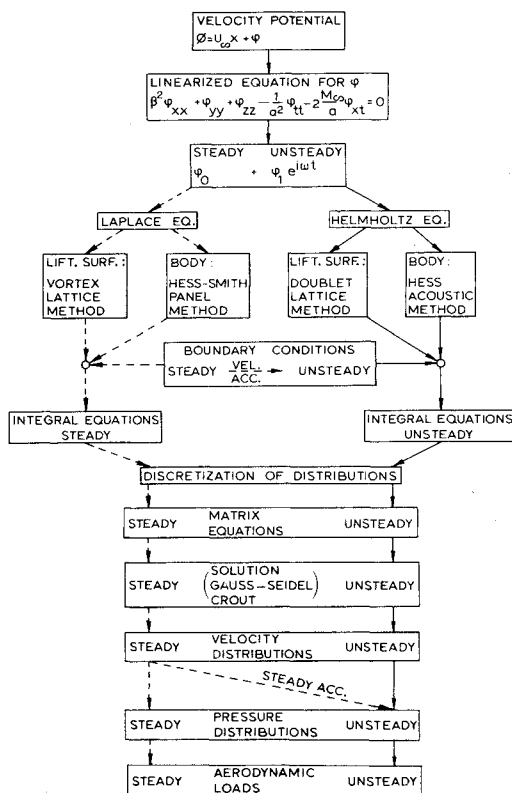 VELOCITY POTENTIAL
Ø=U∞x + φ
LINEARIZED EQUATION FOR φ
β²φxx + φyy + φzz − 1/a² φtt − 2 M∞/a φxt = 0
STEADY UNSTEADY
φ0 + φ1 e^iωt
LAPLACE EQ.
HELMHOLTZ EQ.
LIFT. SURF.:
VORTEX
LATTICE
METHOD
BODY:
HESS-SMITH
PANEL
METHOD
LIFT. SURF.:
DOUBLET
LATTICE
METHOD
BODY:
HESS
ACOUSTIC
METHOD
BOUNDARY CONDITIONS
STEADY VEL. ACC. UNSTEADY
INTEGRAL EQUATIONS
STEADY
INTEGRAL EQUATIONS
UNSTEADY
DISCRETIZATION OF DISTRIBUTIONS
STEADY MATRIX EQUATIONS UNSTEADY
STEADY SOLUTION (GAUSS-SEIDEL CROUT) UNSTEADY
STEADY VELOCITY DISTRIBUTIONS UNSTEADY
STEADY ACC.
STEADY PRESSURE DISTRIBUTIONS UNSTEADY
STEADY AERODYNAMIC LOADS UNSTEADY